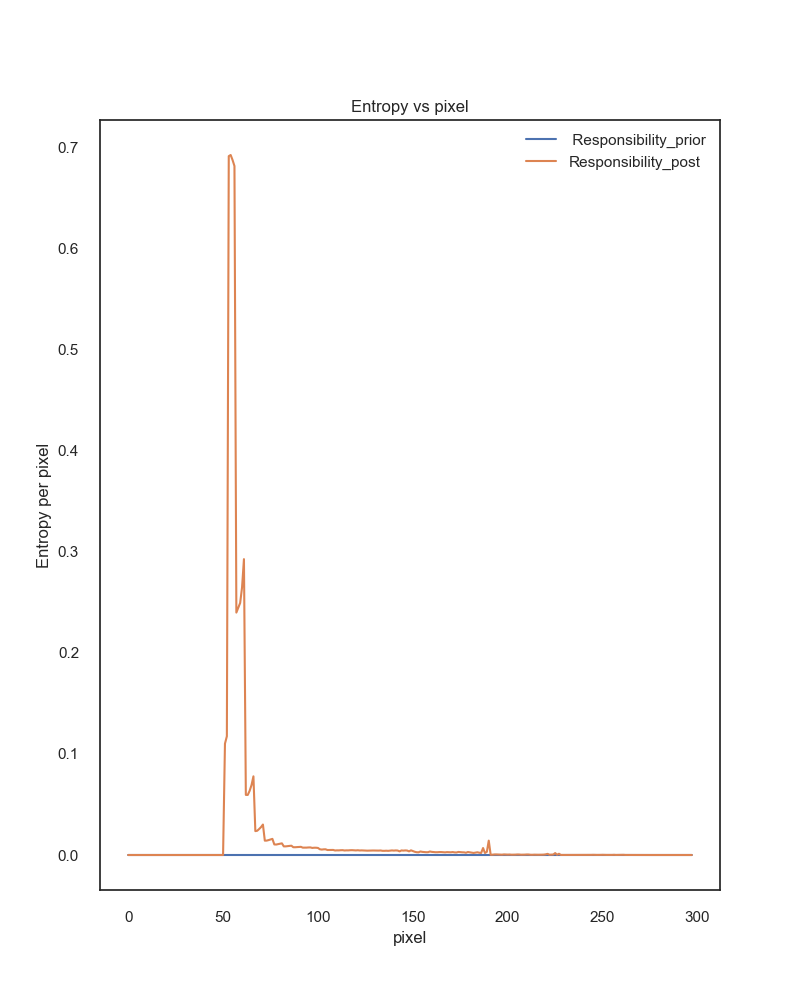 Entropy vs pixel
Responsibility_prior
Responsibility_post
0.7
0.6
0.5
0.4
0.3
0.2
0.1
0.0
Entropy per pixel
0 50 100 150 200 250 300
pixel